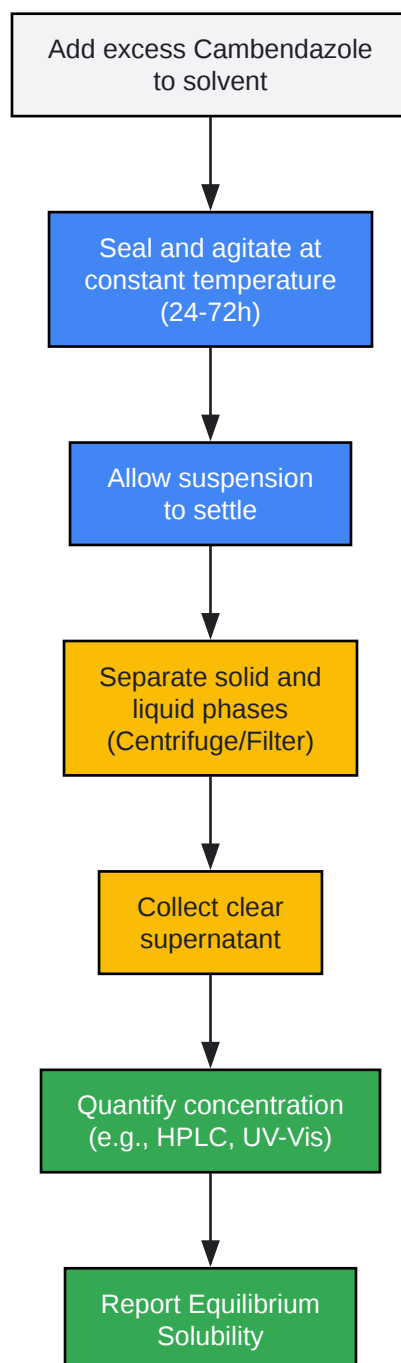 Add excess Cambendazole
to solvent
Seal and agitate at
constant temperature
(24-72h)
Allow suspension
to settle
Separate solid and
liquid phases
(Centrifuge/Filter)
Collect clear
supernatant
Quantify concentration
(e.g., HPLC, UV-Vis)
Report Equilibrium
Solubility